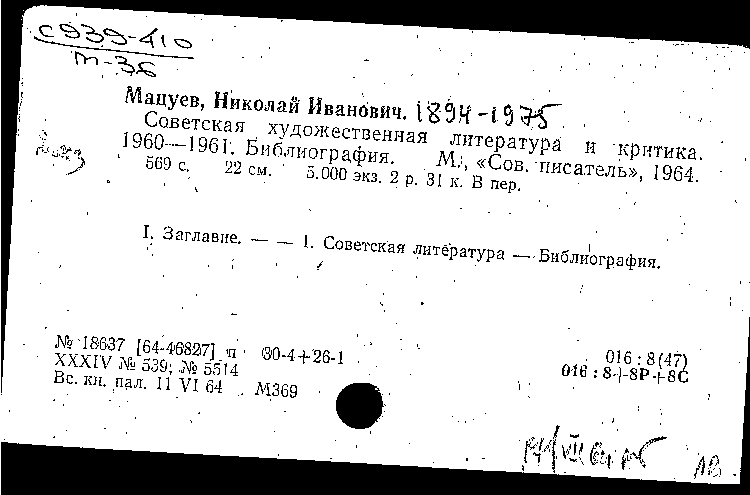 с939-410
м-36
Мацуев, Николай Иванович. 1894-1975
Советская художественная литература и критика.
1960—1961. Библиография. М., «Сов. писатель», 1964.
569 с. 22 см. 5.000 экз. 2 р. 31 к. В пер.
I. Заглавие. — — 1. Советская литература — Библиография.
№ 18637 [64-46827] п 80-4+26-1
XXXIV № 539; № 5514
Вс. кн. пал. 11 VI 64 М369
016 : 8(47)
016 : 8+8Р+8С